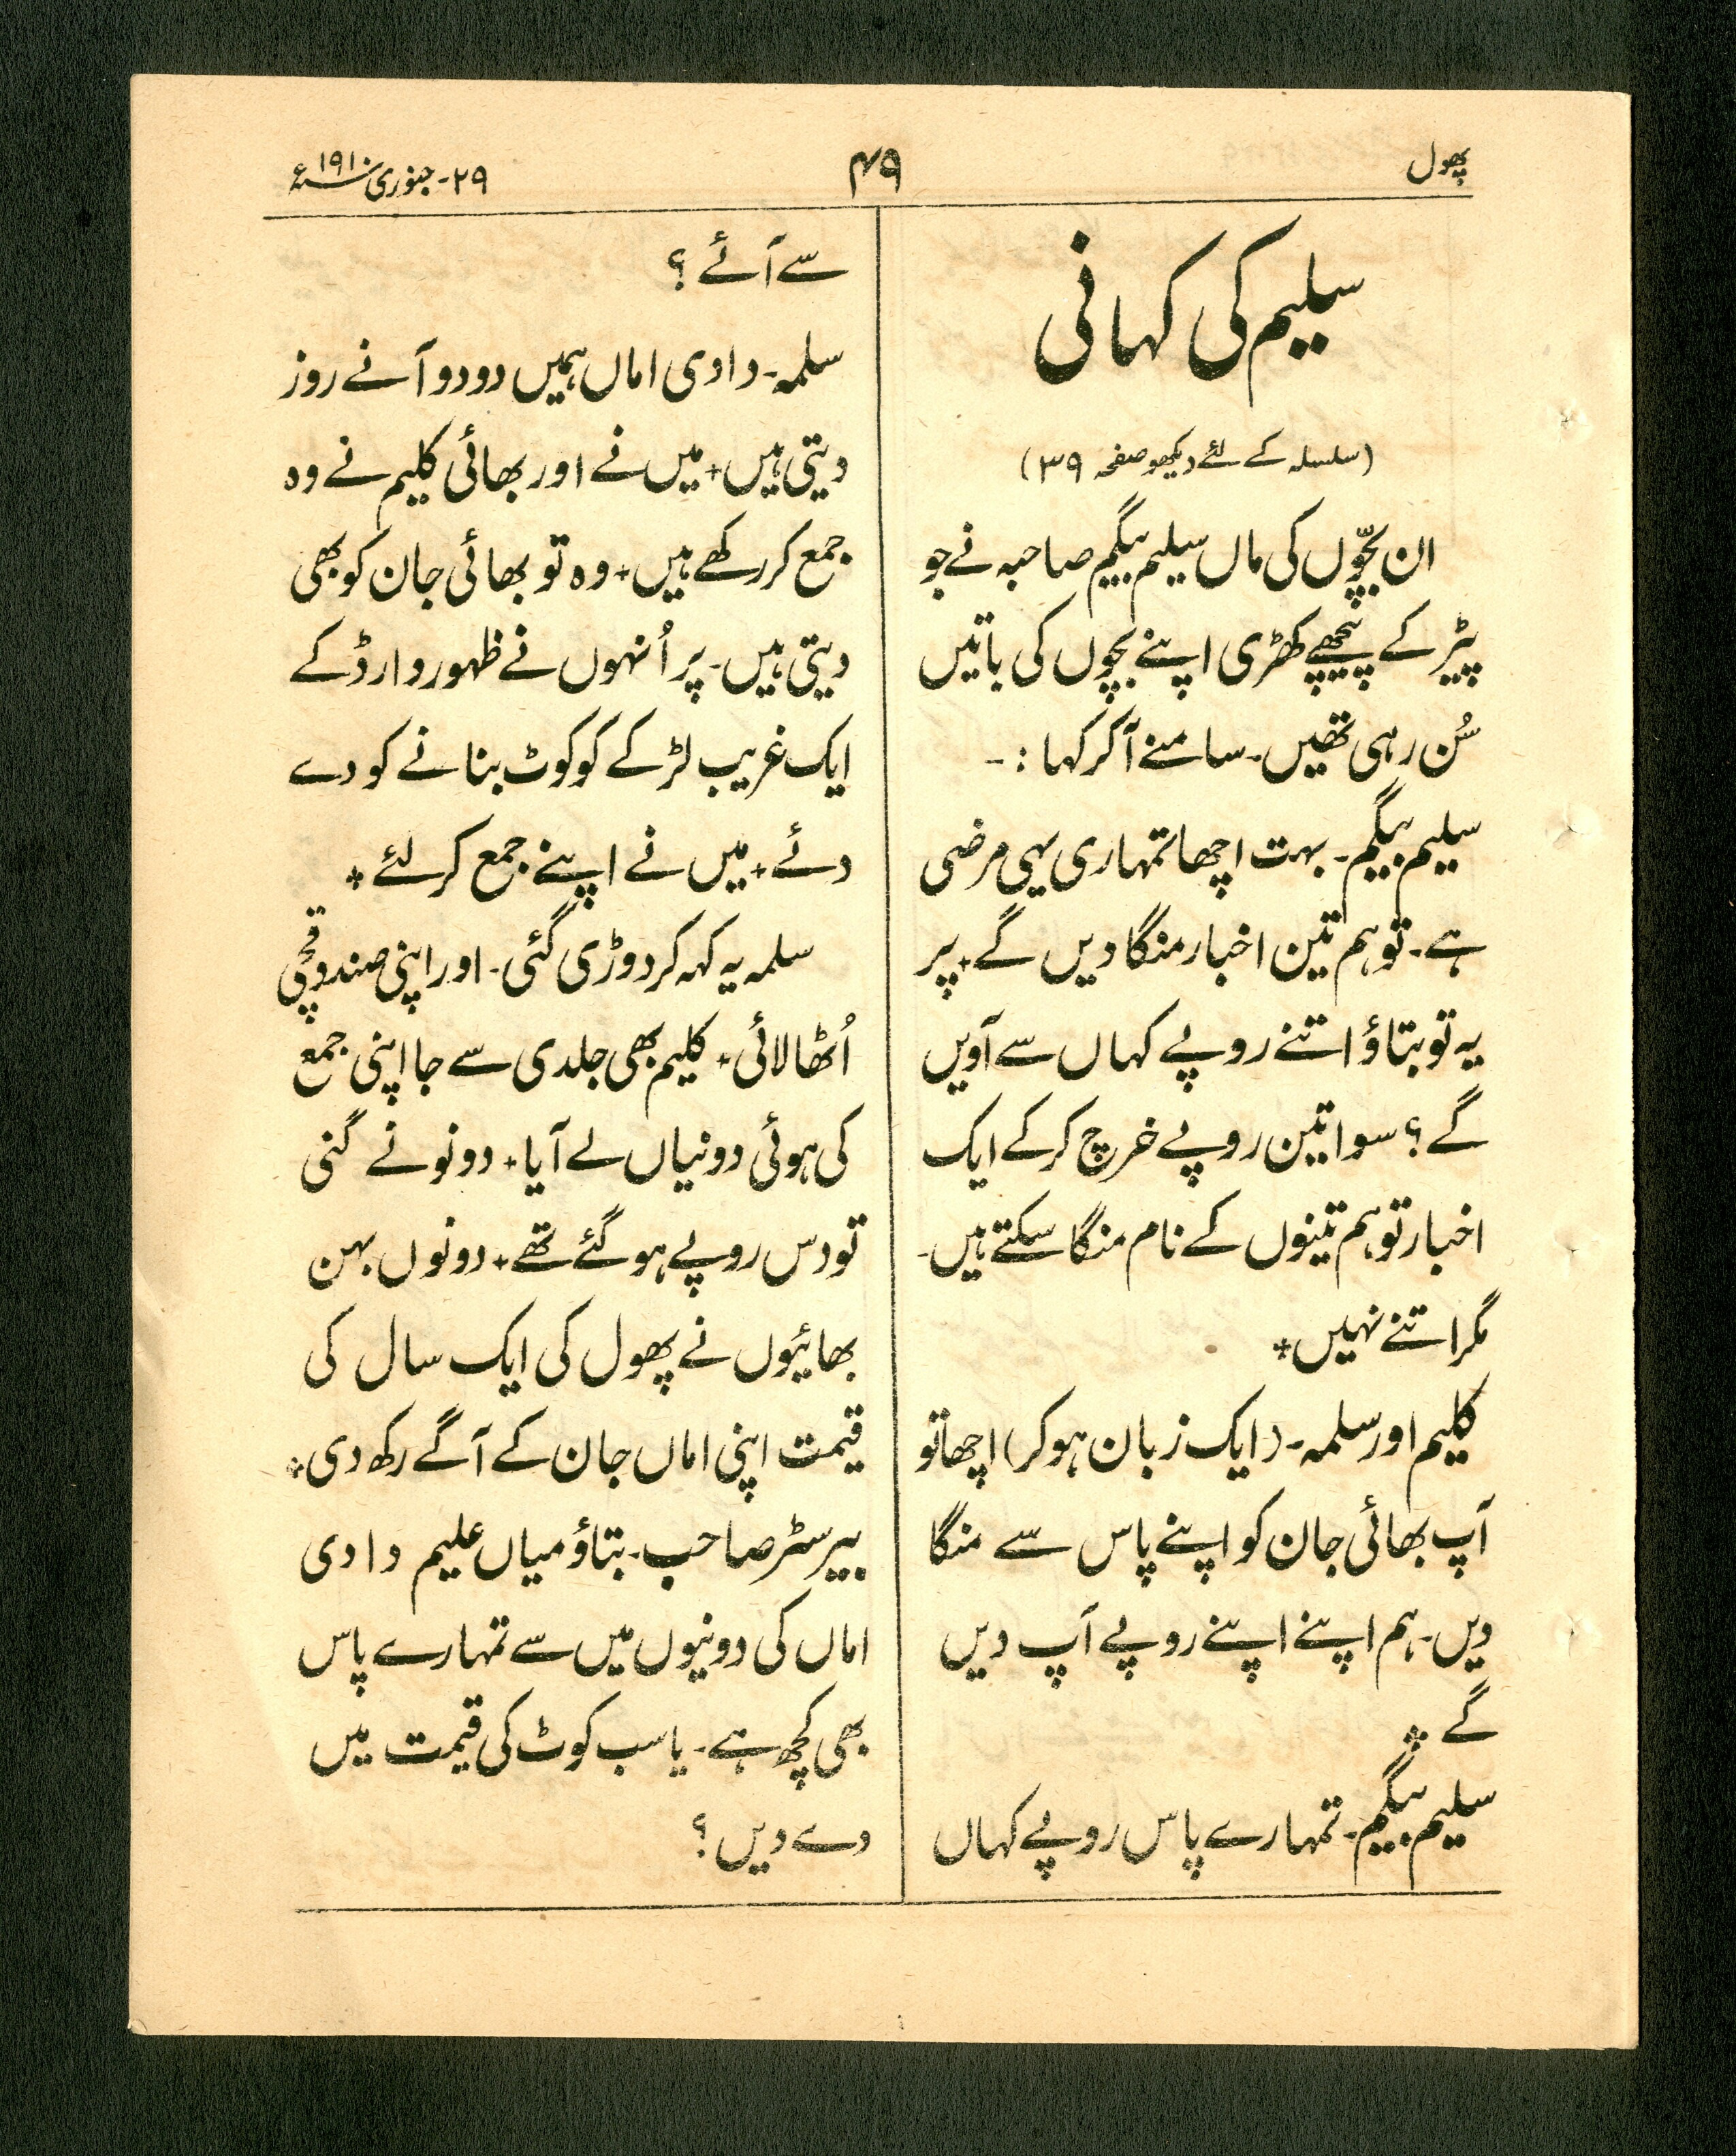 پھول
۴۹
۲۹۔ جنوری ۱۹۱۰ء
سلیم کی کہانی
(سلسلہ کے لئے دیکھو صفحہ ۳۹)
ان بچّوں کی ماں سلیم بیگم صاحبہ نے جو
پیڑ کے پیچھے کھڑی اپنے بچوں کی باتیں
سُن رہی تھیں۔ سامنے آکر کہا :۔
سلیم بیگم۔ بہت اچھا تمہاری یہی مرضی
ہے۔ تو ہم تین اخبار منگا دیں گے+ پر
یہ تو بتاؤ اتنے روپے کہاں سے آویں
گے؟ سوا تین روپے خرچ کرکے ایک
اخبار تو ہم تینوں کے نام منگا سکتے ہیں۔
مگر اتنے نہیں+
کلیم اور سلمہ۔ (ایک زبان ہوکر) اچھا تو
آپ بھائی جان کو اپنے پاس سے منگا
دیں۔ ہم اپنے اپنے روپے آپ دیں
گے+
سلیم بیگم۔ تمہارے پاس روپے کہاں
سے آئے؟
سلمہ۔ دادی اماں ہمیں دو دو آنے روز
دیتی ہیں+ میں نے اور بھائی کلیم نے وہ
جمع کر رکھے ہیں+ وہ تو بھائی جان کو بھی
دیتی ہیں۔ پر اُنہوں نے ظہور وارڈ کے
ایک غریب لڑکے کو کوٹ بنانے کو دے
دئے+ میں نے اپنے جمع کر لئے+
سلمہ یہ کہہ کر دوڑی گئی۔ اور اپنی صندوقچی
اُٹھا لائی+ کلیم بھی جلدی سے جا اپنی جمع
کی ہوئی دونیاں لے آیا+ دونو نے گنی
تو دس روپے ہوگئے تھے+ دونوں بہن
بھائیوں نے پھول کی ایک سال کی
قیمت اپنی اماں جان کے آگے رکھ دی+
بیرسٹر صاحب۔ بتاؤ میاں علیم دادی
اماں کی دونیوں میں سے تمہارے پاس
بھی کچھ ہے۔ یا سب کوٹ کی قیمت میں
دے دیں؟